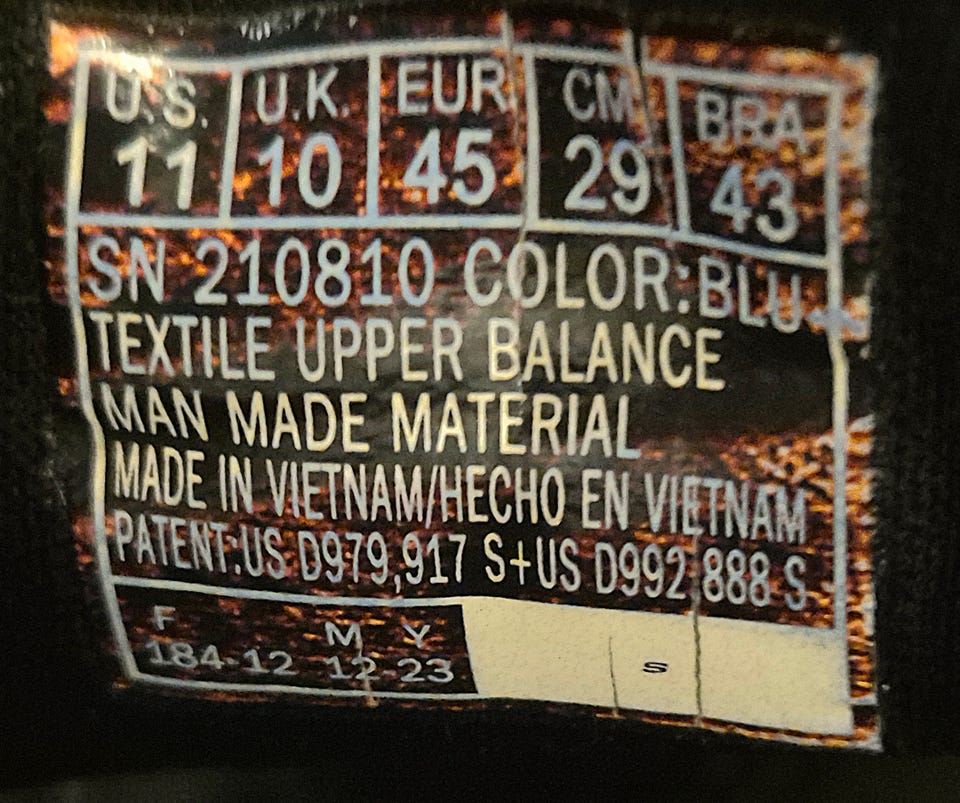 U.S. U.K. EUR CM BRA
11 10 45 29 43
SN 210810 COLOR:BLU
TEXTILE UPPER BALANCE
MAN MADE MATERIAL
MADE IN VIETNAM/HECHO EN VIETNAM
PATENT:US D979,917 S+US D992,888 S
F M Y
184-12 12-23
S